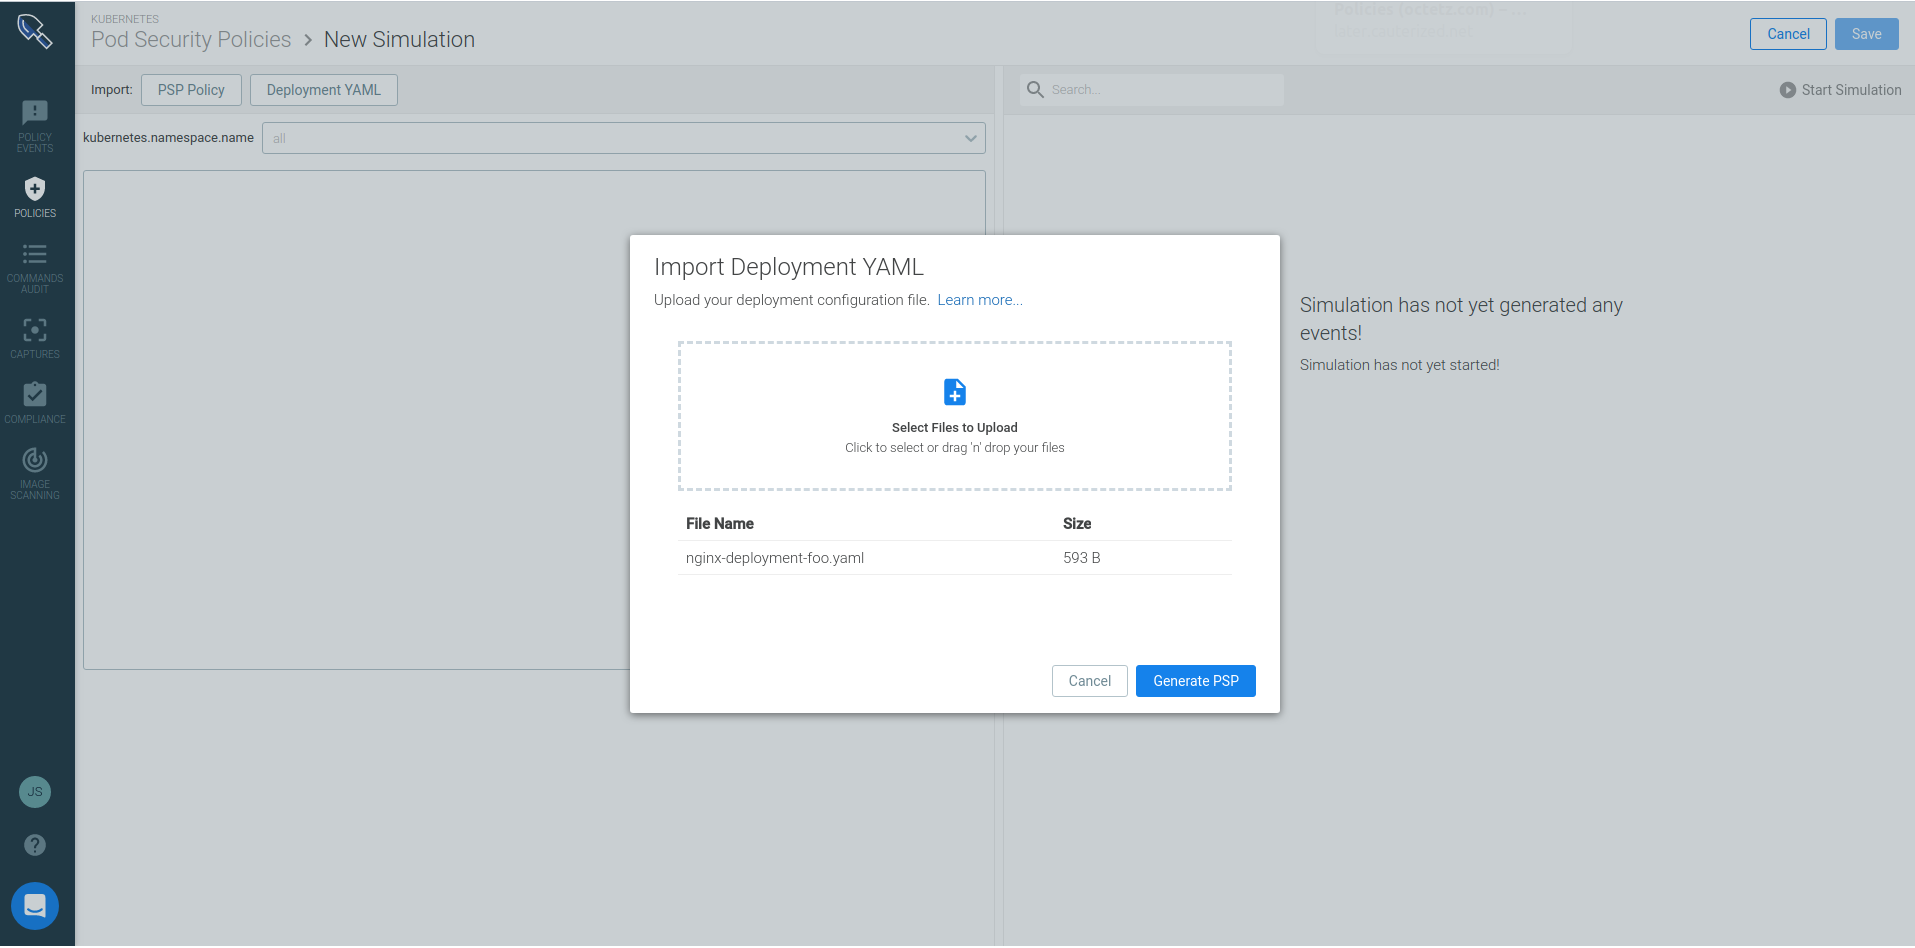 KUBERNETES
Pod Security Policies > New Simulation
Cancel
Save
Policies (octetz.com) – ...
Import:
PSP Policy
Deployment YAML
Search...
Start Simulation
kubernetes.namespace.name
all
POLICY
EVENTS
POLICIES
COMMANDS
AUDIT
CAPTURES
COMPLIANCE
IMAGE
SCANNING
JS
Import Deployment YAML
Upload your deployment configuration file. Learn more...
Select Files to Upload
Click to select or drag 'n' drop your files
File Name Size
nginx-deployment-foo.yaml 593 B
Cancel
Generate PSP
Simulation has not yet generated any
events!
Simulation has not yet started!